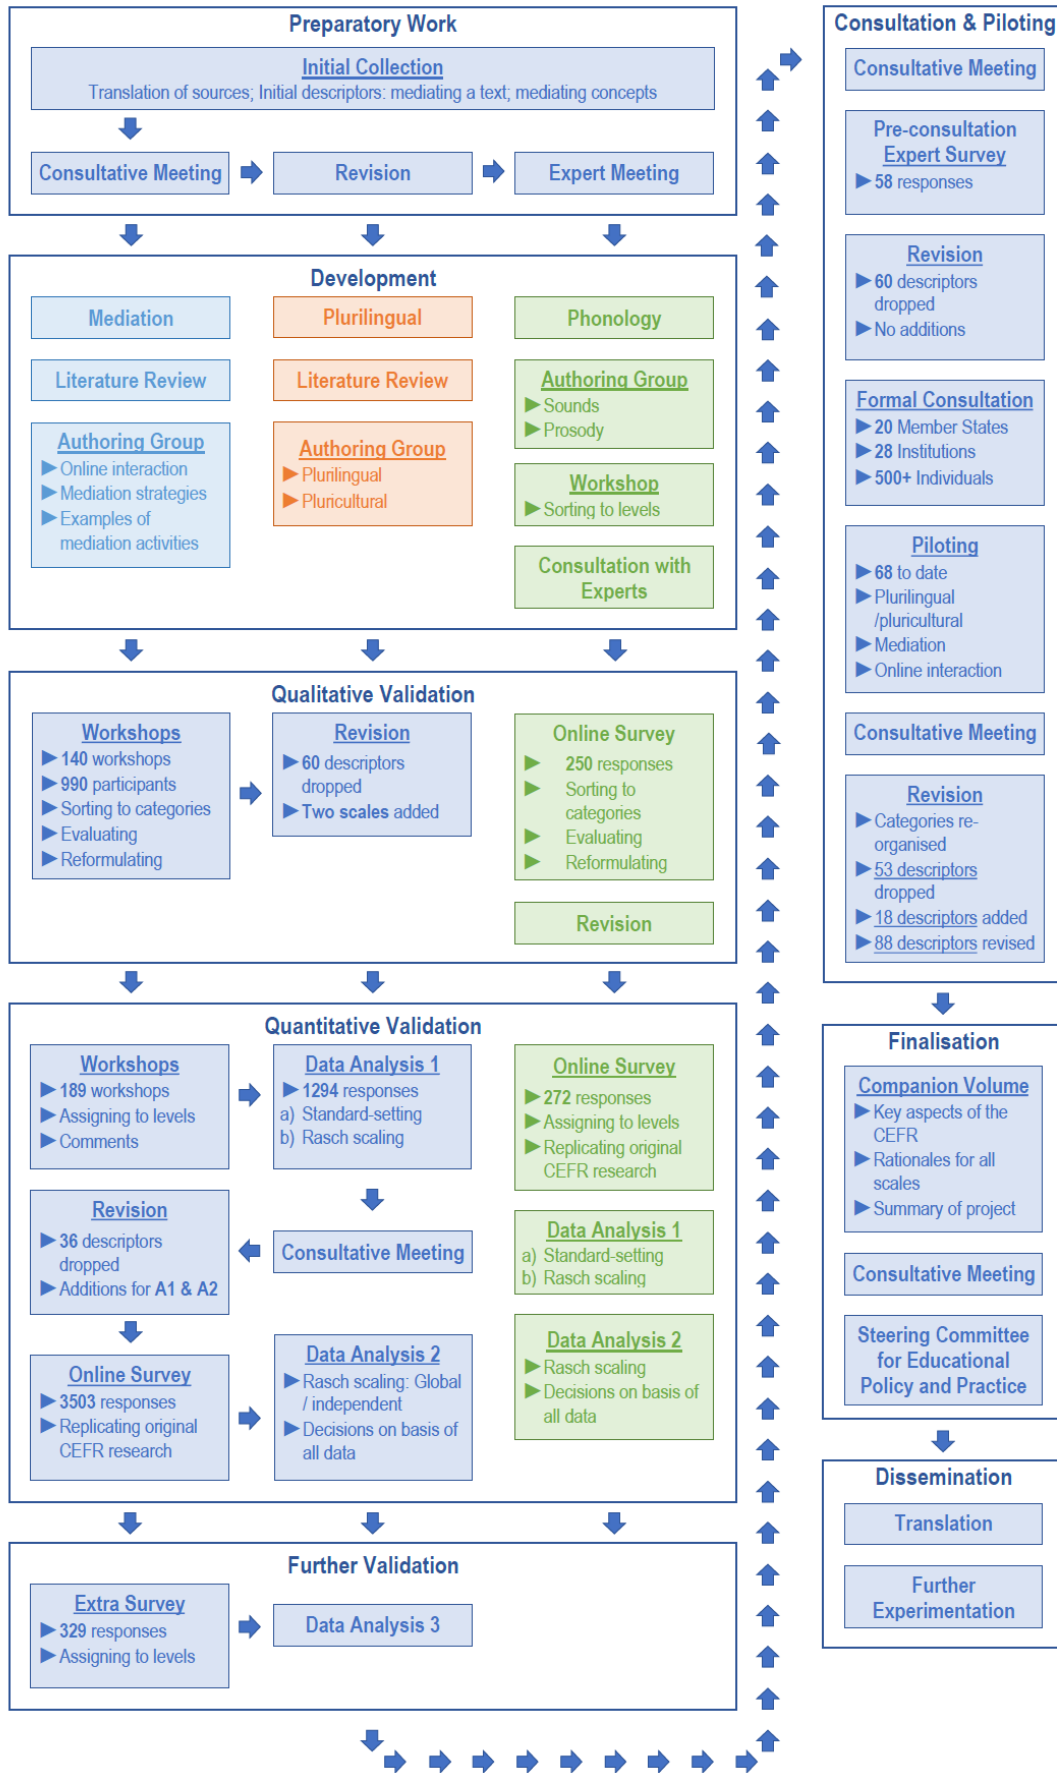 Preparatory Work
Initial Collection
Translation of sources; Initial descriptors: mediating a text; mediating concepts
Consultative Meeting
Revision
Expert Meeting
Development
Mediation
Literature Review
Authoring Group
► Online interaction
► Mediation strategies
► Examples of
mediation activities
Plurilingual
Literature Review
Authoring Group
► Plurilingual
► Pluricultural
Phonology
Authoring Group
► Sounds
► Prosody
Workshop
► Sorting to levels
Consultation with
Experts
Qualitative Validation
Workshops
► 140 workshops
► 990 participants
► Sorting to categories
► Evaluating
► Reformulating
Revision
► 60 descriptors
dropped
► Two scales added
Online Survey
► 250 responses
► Sorting to
categories
► Evaluating
► Reformulating
Revision
Quantitative Validation
Workshops
► 189 workshops
► Assigning to levels
► Comments
Data Analysis 1
► 1294 responses
a) Standard-setting
b) Rasch scaling
Consultative Meeting
Revision
► 36 descriptors
dropped
► Additions for A1 & A2
Online Survey
► 3503 responses
► Replicating original
CEFR research
Data Analysis 2
► Rasch scaling: Global
/ independent
► Decisions on basis of
all data
Online Survey
► 272 responses
► Assigning to levels
► Replicating original
CEFR research
Data Analysis 1
a) Standard-setting
b) Rasch scaling
Data Analysis 2
► Rasch scaling
► Decisions on basis of
all data
Further Validation
Extra Survey
► 329 responses
► Assigning to levels
Data Analysis 3
Consultation & Piloting
Consultative Meeting
Pre-consultation
Expert Survey
► 58 responses
Revision
► 60 descriptors
dropped
► No additions
Formal Consultation
► 20 Member States
► 28 Institutions
► 500+ Individuals
Piloting
► 68 to date
► Plurilingual
/pluricultural
► Mediation
► Online interaction
Consultative Meeting
Revision
► Categories re-
organised
► 53 descriptors
dropped
► 18 descriptors added
► 88 descriptors revised
Finalisation
Companion Volume
► Key aspects of the
CEFR
► Rationales for all
scales
► Summary of project
Consultative Meeting
Steering Committee
for Educational
Policy and Practice
Dissemination
Translation
Further
Experimentation